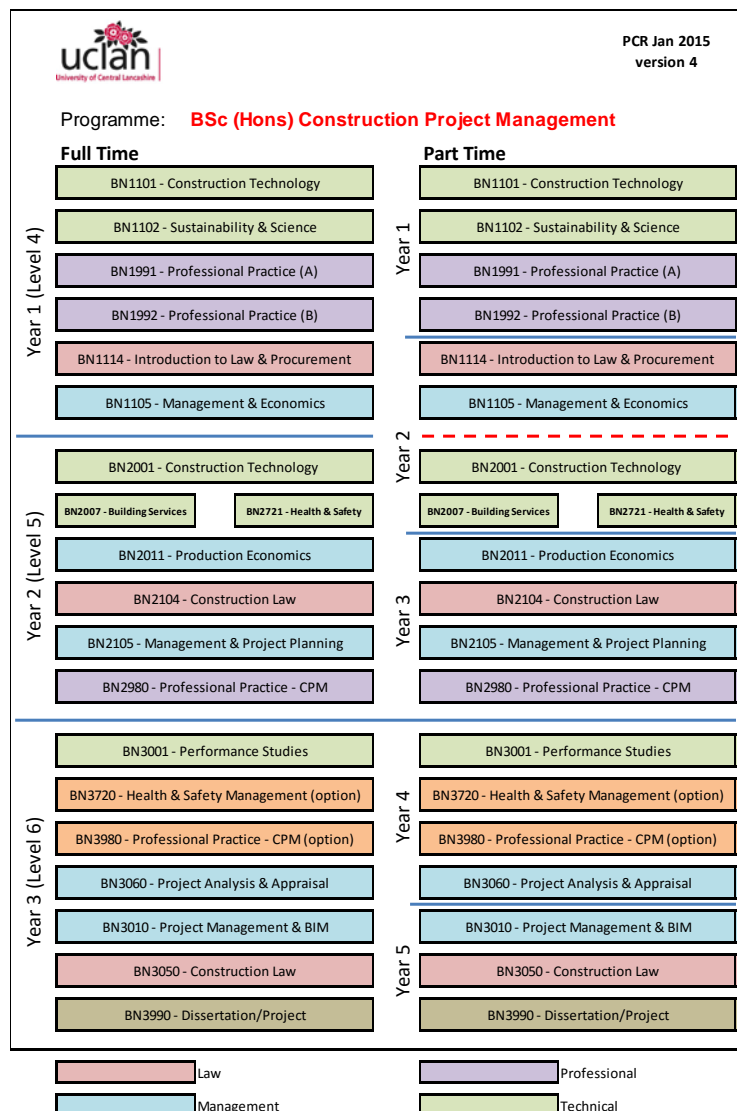 uclan
University of Central Lancashire
PCR Jan 2015
version 4
Programme: BSc (Hons) Construction Project Management
Full Time
Year 1 (Level 4)
BN1101 - Construction Technology
BN1102 - Sustainability & Science
BN1991 - Professional Practice (A)
BN1992 - Professional Practice (B)
BN1114 - Introduction to Law & Procurement
BN1105 - Management & Economics
Year 2 (Level 5)
BN2001 - Construction Technology
BN2007 - Building Services
BN2721 - Health & Safety
BN2011 - Production Economics
BN2104 - Construction Law
BN2105 - Management & Project Planning
BN2980 - Professional Practice - CPM
Year 3 (Level 6)
BN3001 - Performance Studies
BN3720 - Health & Safety Management (option)
BN3980 - Professional Practice - CPM (option)
BN3060 - Project Analysis & Appraisal
BN3010 - Project Management & BIM
BN3050 - Construction Law
BN3990 - Dissertation/Project
Part Time
Year 1
BN1101 - Construction Technology
BN1102 - Sustainability & Science
BN1991 - Professional Practice (A)
BN1992 - Professional Practice (B)
Year 2
BN1114 - Introduction to Law & Procurement
BN1105 - Management & Economics
BN2001 - Construction Technology
BN2007 - Building Services
BN2721 - Health & Safety
Year 3
BN2011 - Production Economics
BN2104 - Construction Law
BN2105 - Management & Project Planning
BN2980 - Professional Practice - CPM
Year 4
BN3001 - Performance Studies
BN3720 - Health & Safety Management (option)
BN3980 - Professional Practice - CPM (option)
BN3060 - Project Analysis & Appraisal
Year 5
BN3010 - Project Management & BIM
BN3050 - Construction Law
BN3990 - Dissertation/Project
Law
Professional
Management
Technical